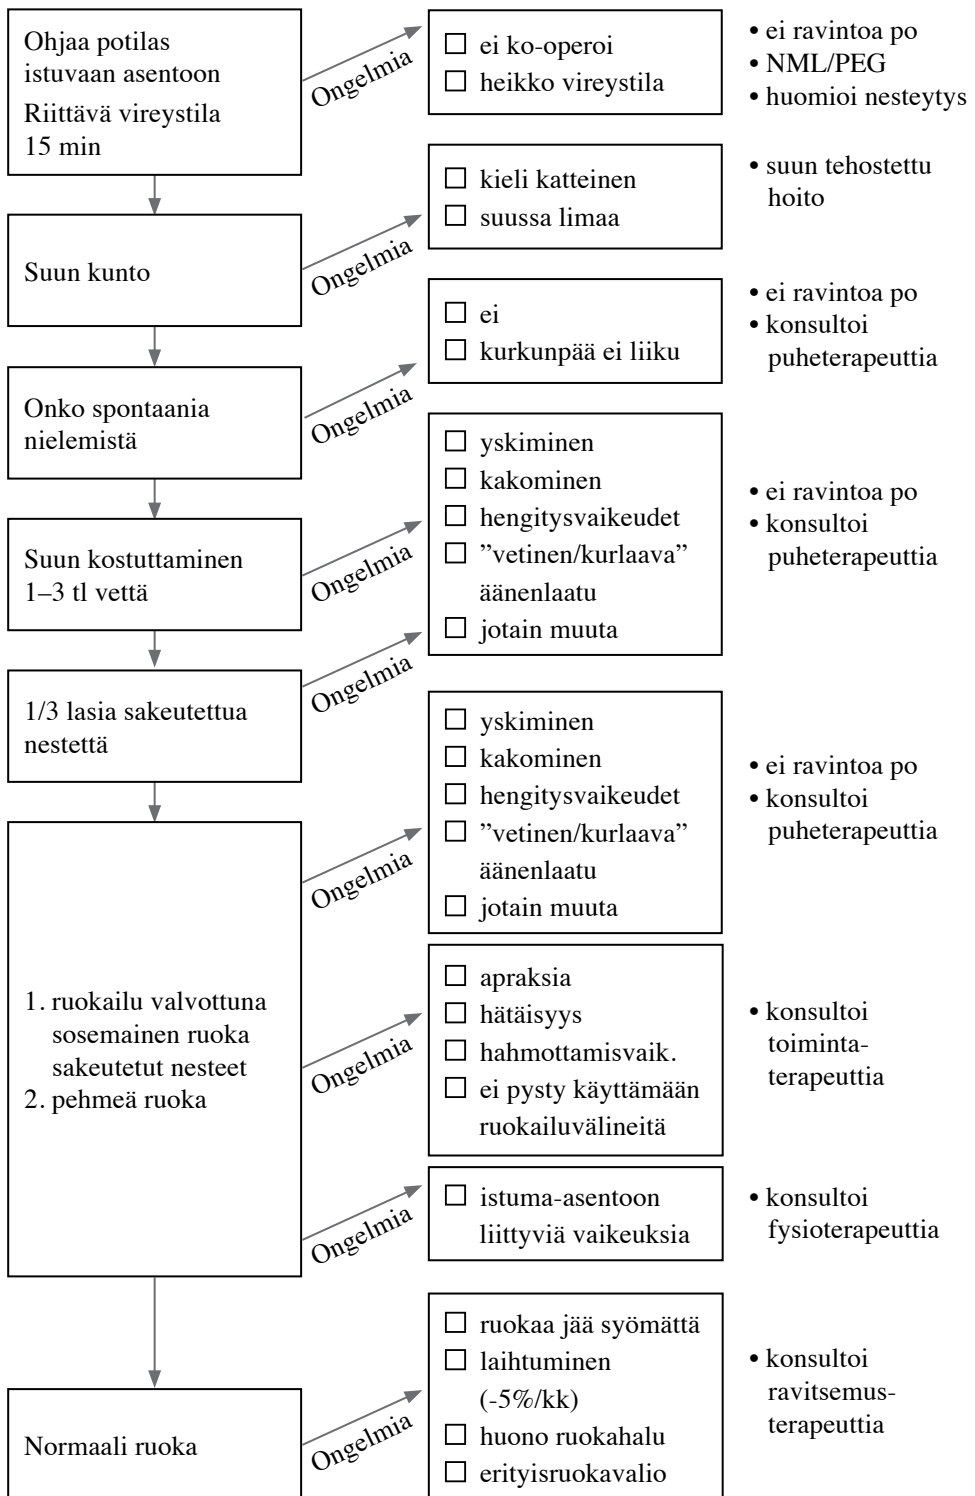 Ohjaa potilas
istuvaan asentoon
Riittävä vireystila
15 min
Ongelmia
☐ ei ko-operoi
☐ heikko vireystila
• ei ravintoa po
• NML/PEG
• huomioi nesteytys
Suun kunto
Ongelmia
☐ kieli katteinen
☐ suussa limaa
• suun tehostettu
hoito
Onko spontaania
nielemistä
Ongelmia
☐ ei
☐ kurkunpää ei liiku
• ei ravintoa po
• konsultoi
puheterapeuttia
Suun kostuttaminen
1–3 tl vettä
Ongelmia
1/3 lasia sakeutettua
nestettä
Ongelmia
☐ yskiminen
☐ kakominen
☐ hengitysvaikeudet
☐ ”vetinen/kurlaava”
äänenlaatu
☐ jotain muuta
• ei ravintoa po
• konsultoi
puheterapeuttia
1. ruokailu valvottuna
sosemainen ruoka
sakeutetut nesteet
2. pehmeä ruoka
Ongelmia
☐ yskiminen
☐ kakominen
☐ hengitysvaikeudet
☐ ”vetinen/kurlaava”
äänenlaatu
☐ jotain muuta
• ei ravintoa po
• konsultoi
puheterapeuttia
Ongelmia
☐ apraksia
☐ hätäisyys
☐ hahmottamisvaik.
☐ ei pysty käyttämään
ruokailuvälineitä
• konsultoi
toiminta-
terapeuttia
Ongelmia
☐ istuma-asentoon
liittyviä vaikeuksia
• konsultoi
fysioterapeuttia
Normaali ruoka
Ongelmia
☐ ruokaa jää syömättä
☐ laihtuminen
(-5%/kk)
☐ huono ruokahalu
☐ erityisruokavalio
• konsultoi
ravitsemus-
terapeuttia